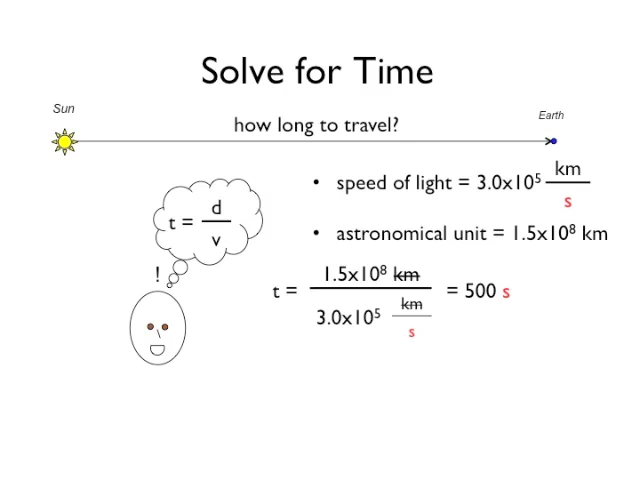 Solve for Time
Sun
Earth
how long to travel?
• speed of light = 3.0x10⁵ km
s
• astronomical unit = 1.5x10⁸ km
t = d
v
!
t = 1.5x10⁸ km
3.0x10⁵ km
s
= 500 s